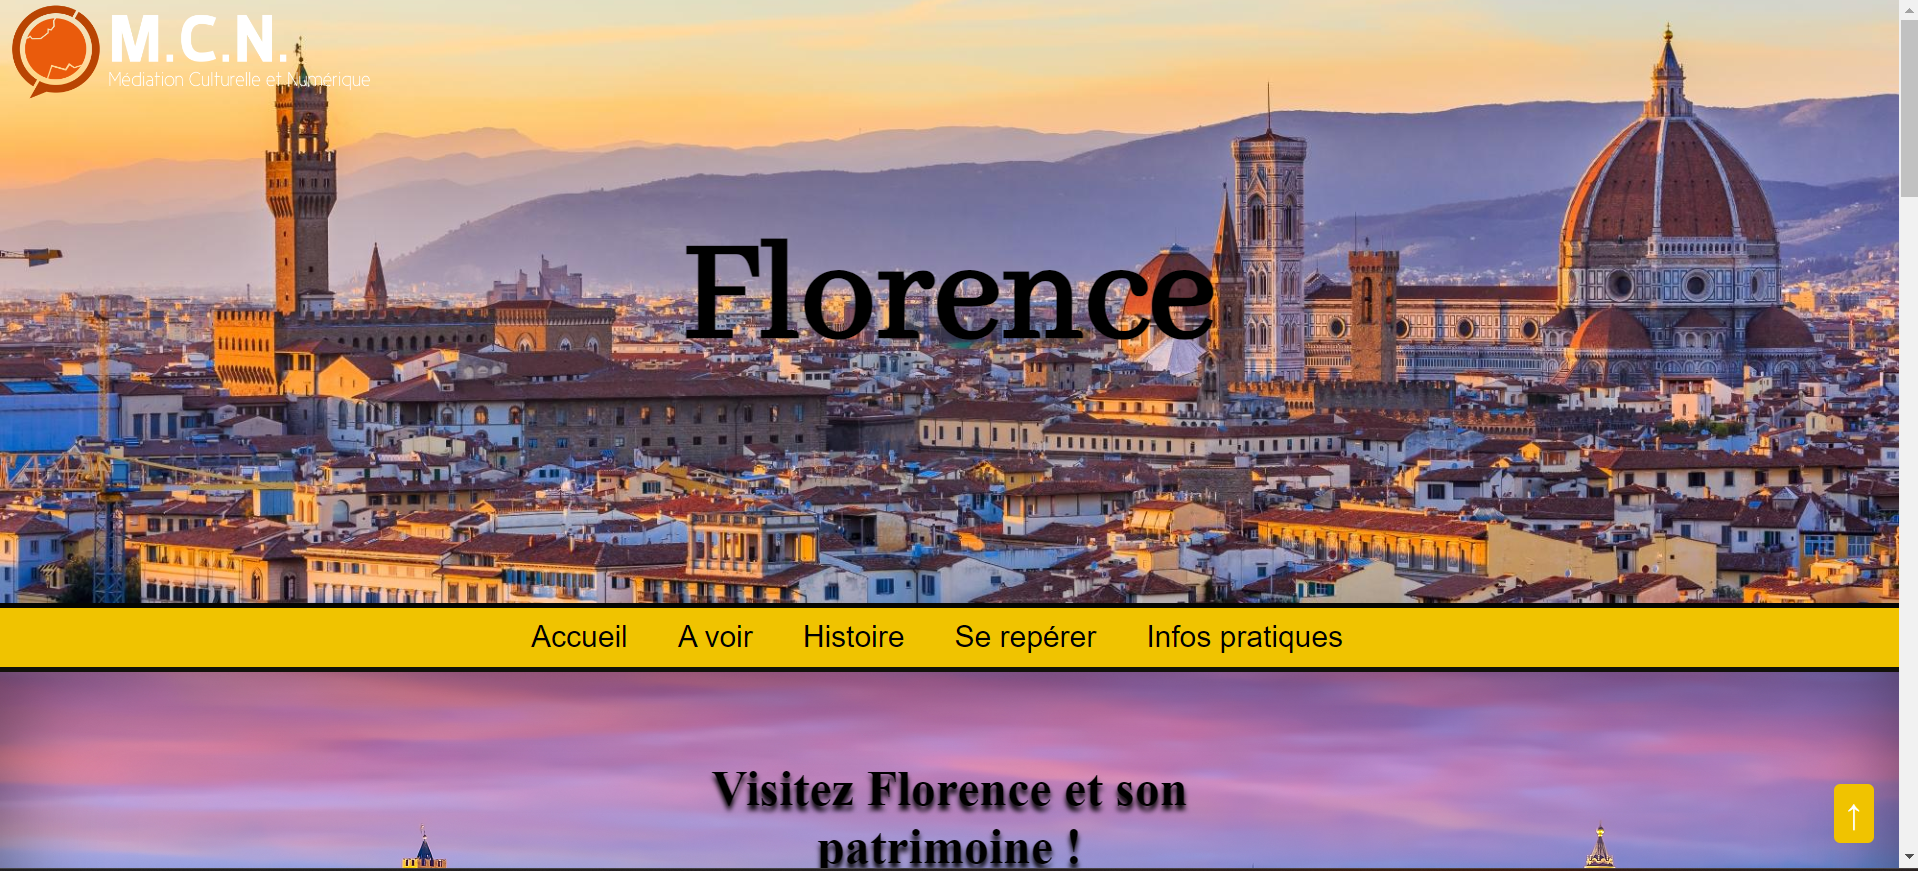 M.C.N.
Médiation Culturelle et Numérique
Florence
Accueil A voir Histoire Se repérer Infos pratiques
Visitez Florence et son
patrimoine !
↑